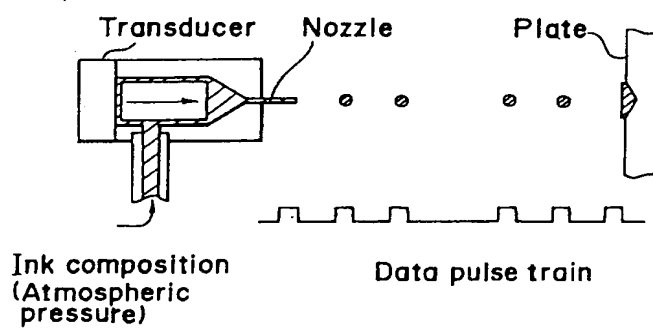 Transducer Nozzle Plate
Ink composition
(Atmospheric
pressure)
Data pulse train